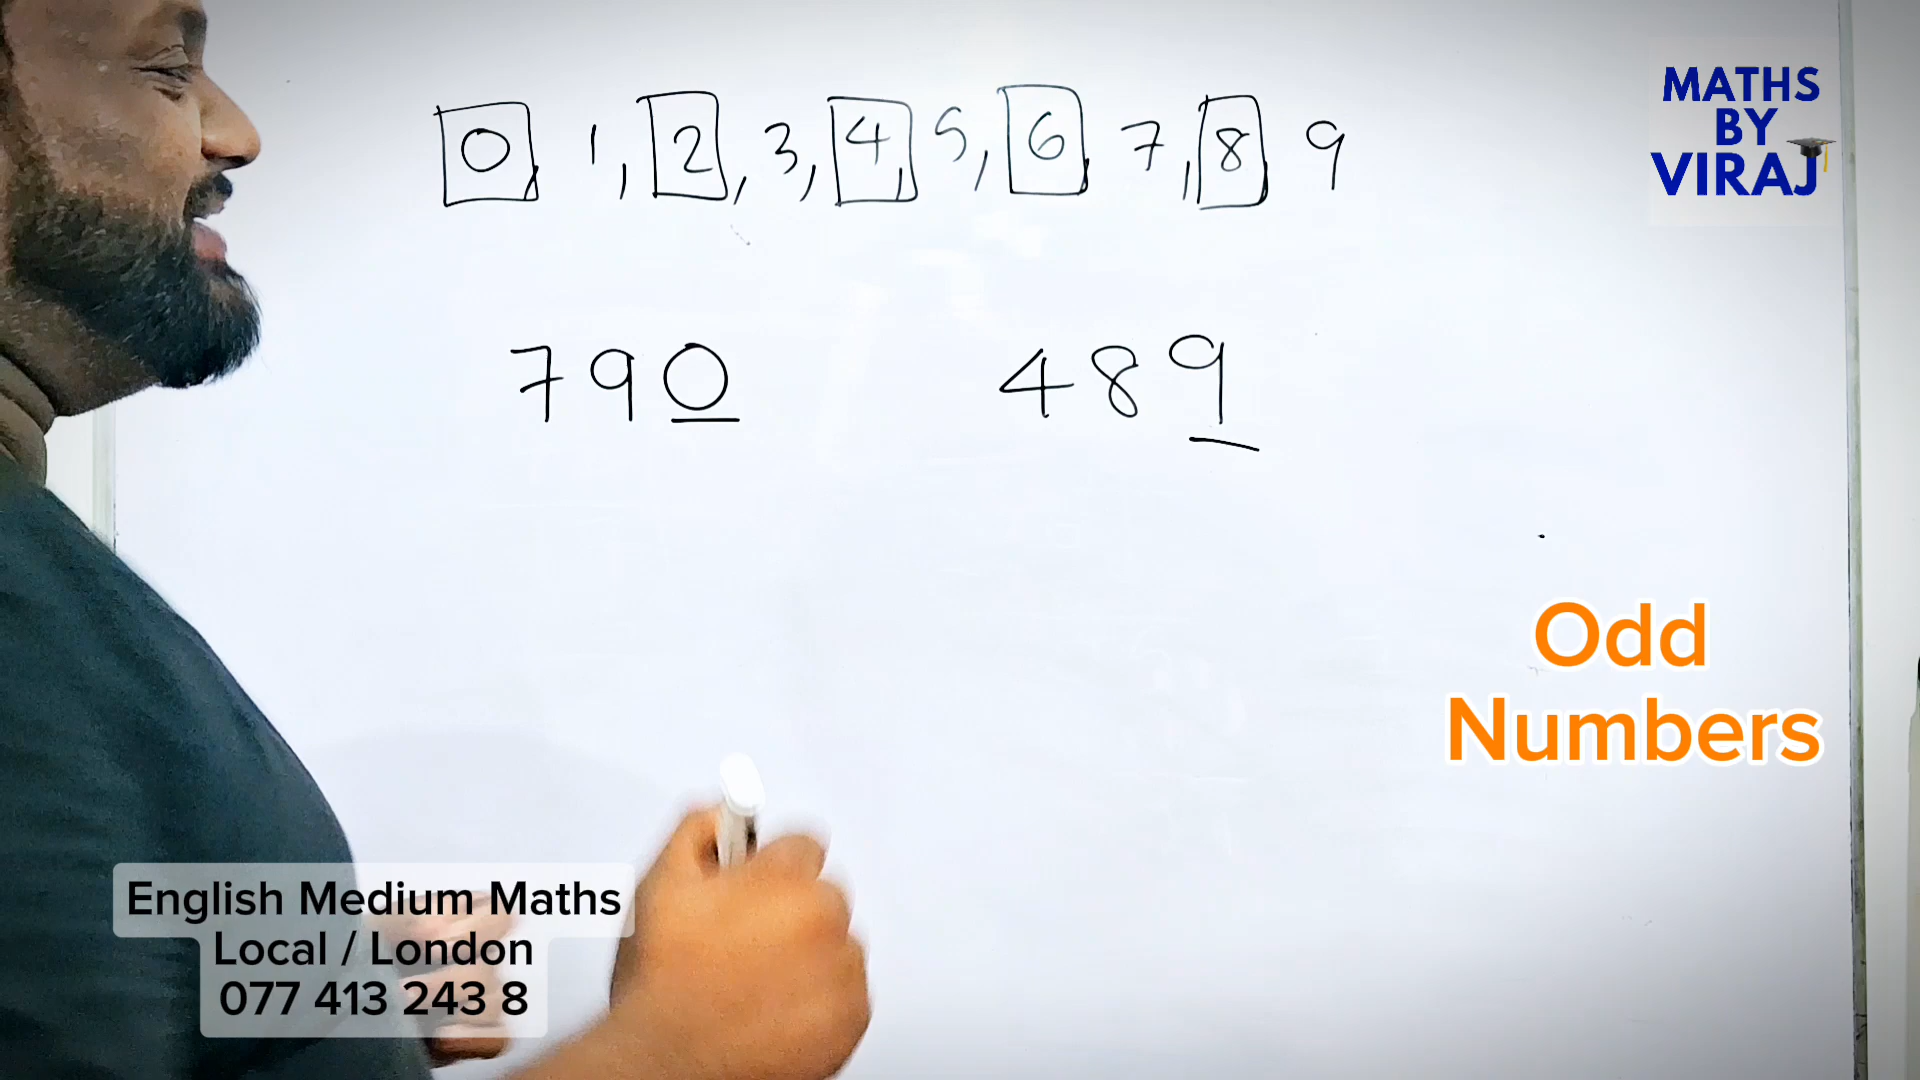 0, 1, 2, 3, 4, 5, 6, 7, 8, 9
MATHS
BY
VIRAJ
790 489
Odd
Numbers
English Medium Maths
Local / London
077 413 243 8